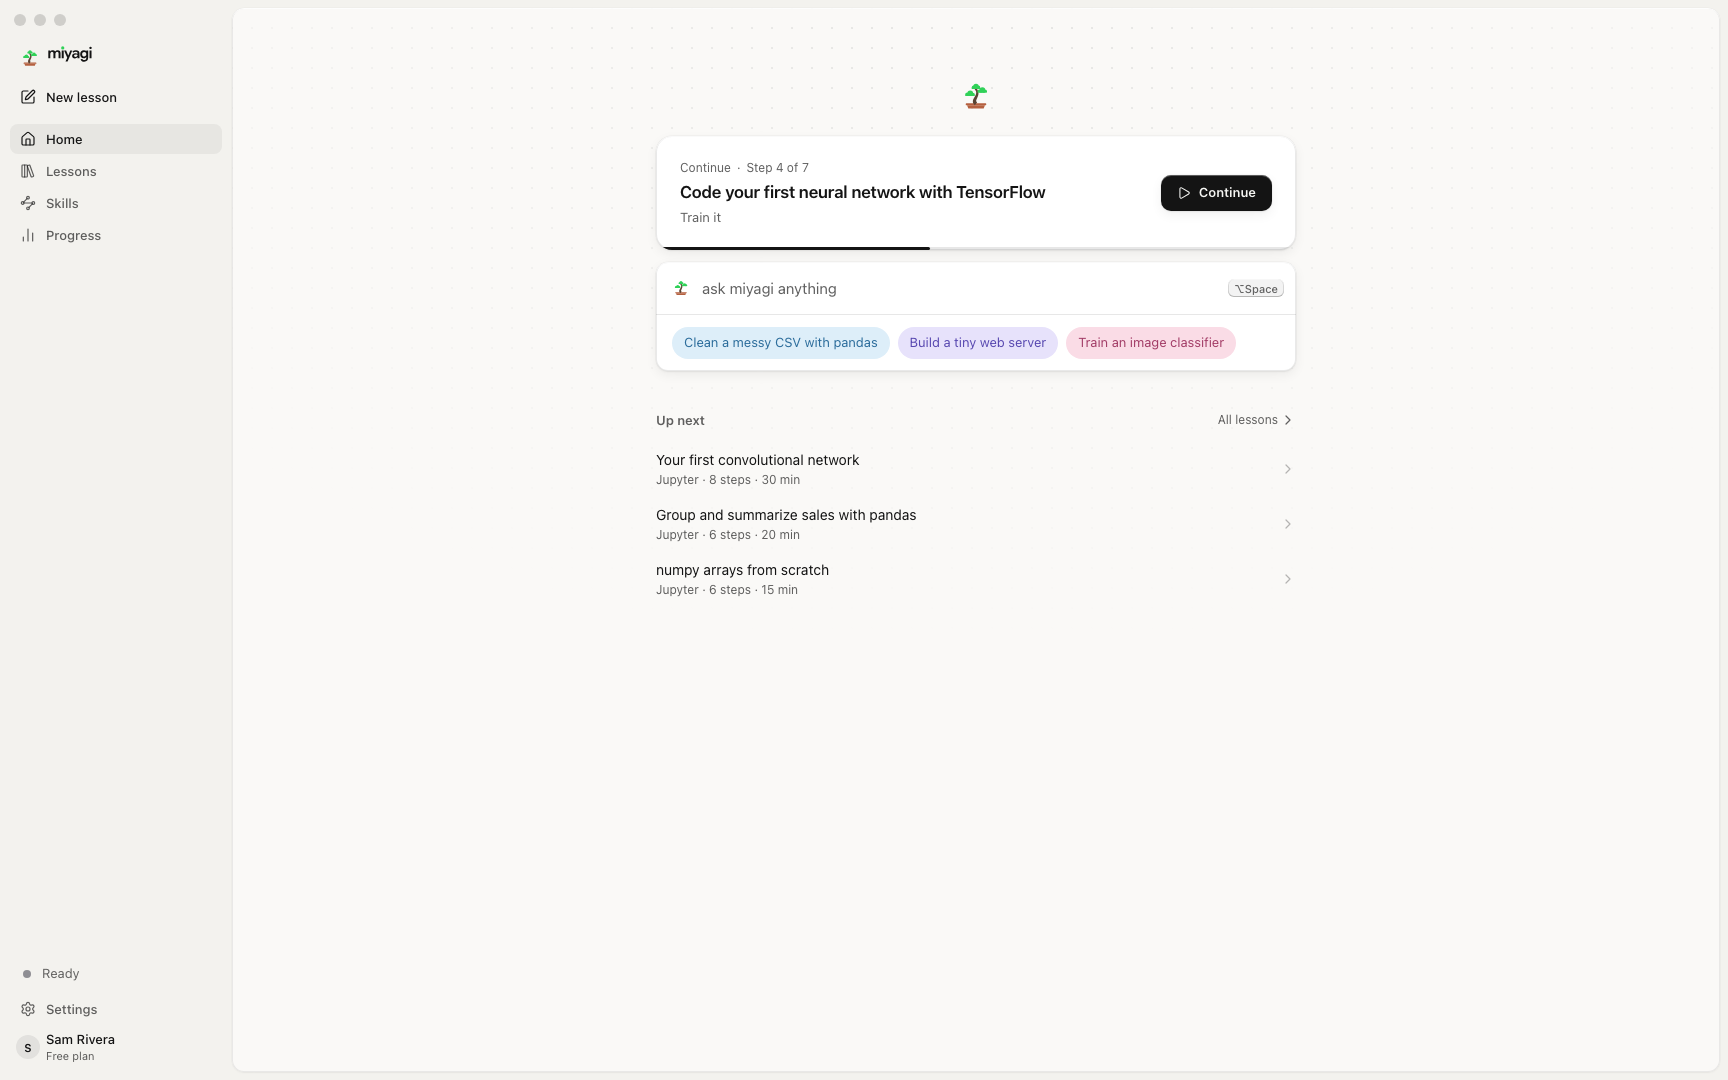 miyagi
New lesson
Home
Lessons
Skills
Progress
Continue · Step 4 of 7
Code your first neural network with TensorFlow
Train it
Continue
ask miyagi anything
⌥Space
Clean a messy CSV with pandas
Build a tiny web server
Train an image classifier
Up next
All lessons
Your first convolutional network
Jupyter · 8 steps · 30 min
Group and summarize sales with pandas
Jupyter · 6 steps · 20 min
numpy arrays from scratch
Jupyter · 6 steps · 15 min
Ready
Settings
S
Sam Rivera
Free plan